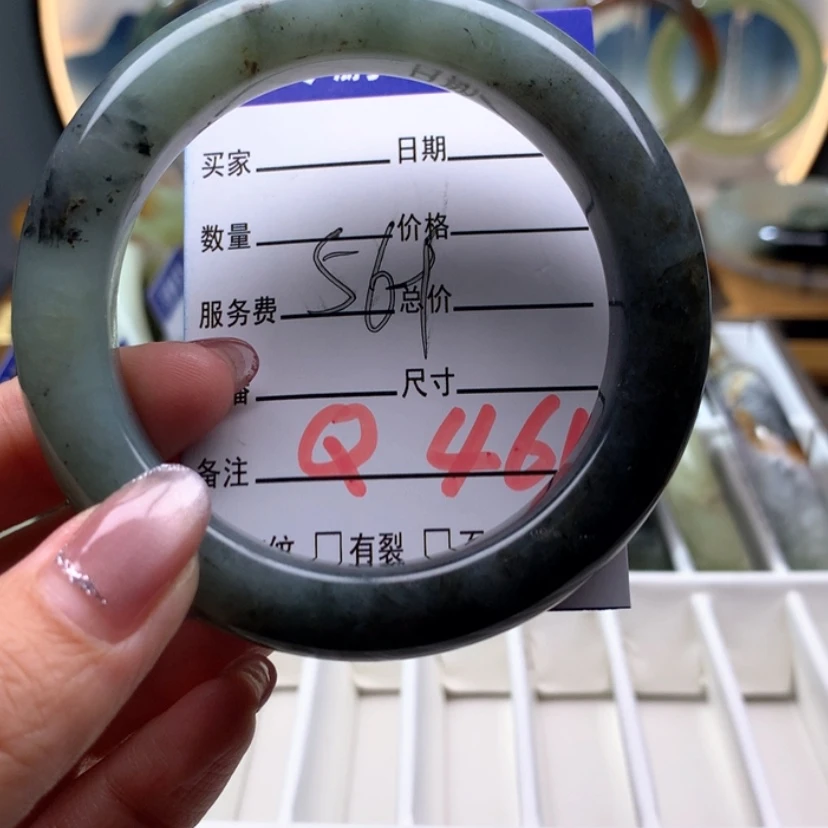 买家 日期
数量 价格
561
服务费 总价
尺寸
Q 46
备注
有裂